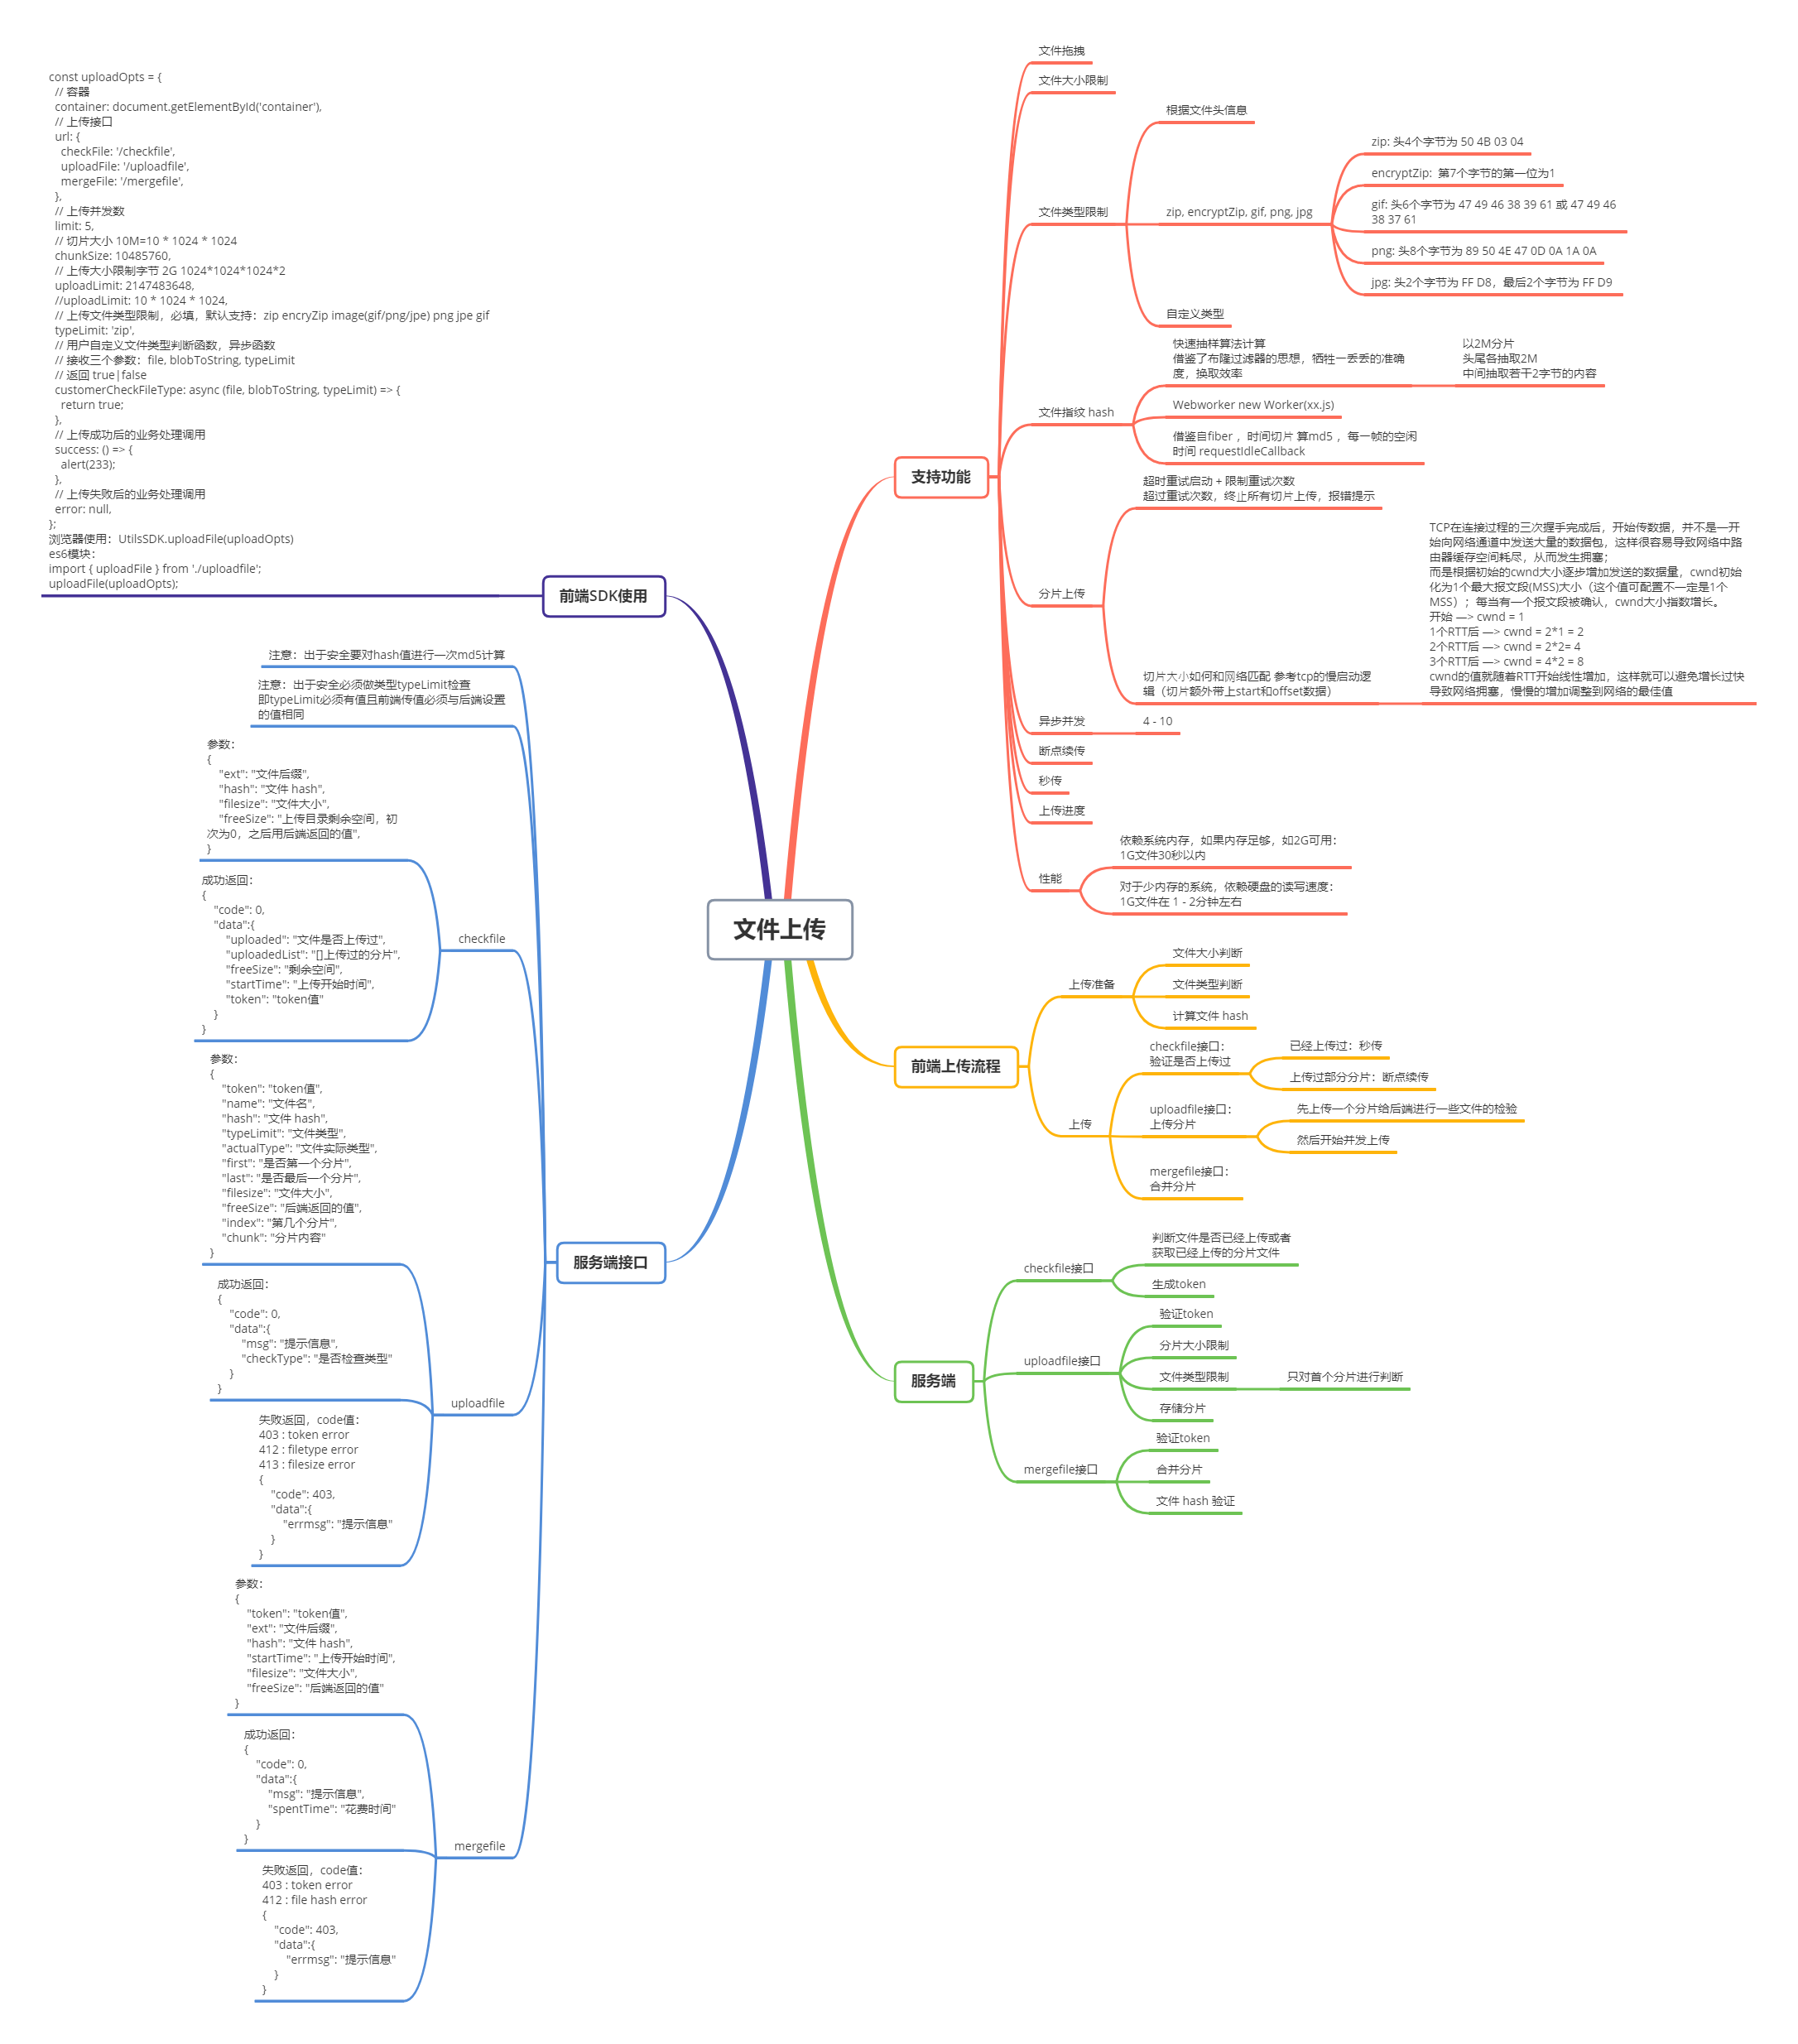 文件上传
支持功能
文件拖拽
文件大小限制
文件类型限制
根据文件头信息
zip, encryptZip, gif, png, jpg
zip: 头4个字节为 50 4B 03 04
encryptZip:  第7个字节的第一位为1
gif: 头6个字节为 47 49 46 38 39 61 或 47 49 46
38 37 61
png: 头8个字节为 89 50 4E 47 0D 0A 1A 0A
jpg: 头2个字节为 FF D8，最后2个字节为 FF D9
自定义类型
文件指纹 hash
快速抽样算法计算
借鉴了布隆过滤器的思想，牺牲一丢丢的准确
度，换取效率
以2M分片
头尾各抽取2M
中间抽取若干2字节的内容
Webworker new Worker(xx.js)
借鉴自fiber ，时间切片 算md5 ，每一帧的空闲
时间 requestIdleCallback
分片上传
超时重试启动 + 限制重试次数
超过重试次数，终止所有切片上传，报错提示
切片大小如何和网络匹配 参考tcp的慢启动逻
辑（切片额外带上start和offset数据）
TCP在连接过程的三次握手完成后，开始传数据，并不是一开
始向网络通道中发送大量的数据包，这样很容易导致网络中路
由器缓存空间耗尽，从而发生拥塞；
而是根据初始的cwnd大小逐步增加发送的数据量，cwnd初始
化为1个最大报文段(MSS)大小（这个值可配置不一定是1个
MSS）；每当有一个报文段被确认，cwnd大小指数增长。
开始 —> cwnd = 1
1个RTT后 —> cwnd = 2*1 = 2
2个RTT后 —> cwnd = 2*2= 4
3个RTT后 —> cwnd = 4*2 = 8
cwnd的值就随着RTT开始线性增加，这样就可以避免增长过快
导致网络拥塞，慢慢的增加调整到网络的最佳值
异步并发
4 - 10
断点续传
秒传
上传进度
性能
依赖系统内存，如果内存足够，如2G可用：
1G文件30秒以内
对于少内存的系统，依赖硬盘的读写速度：
1G文件在 1 - 2分钟左右
前端上传流程
上传准备
文件大小判断
文件类型判断
计算文件 hash
上传
checkfile接口：
验证是否上传过
已经上传过：秒传
上传过部分分片：断点续传
uploadfile接口：
上传分片
先上传一个分片给后端进行一些文件的检验
然后开始并发上传
mergefile接口：
合并分片
服务端
checkfile接口
判断文件是否已经上传或者
获取已经上传的分片文件
生成token
uploadfile接口
验证token
分片大小限制
文件类型限制
只对首个分片进行判断
存储分片
mergefile接口
验证token
合并分片
文件 hash 验证
前端SDK使用
const uploadOpts = {
// 容器
container: document.getElementById('container'),
// 上传接口
url: {
checkFile: '/checkfile',
uploadFile: '/uploadfile',
mergeFile: '/mergefile',
},
// 上传并发数
limit: 5,
// 切片大小 10M=10 * 1024 * 1024
chunkSize: 10485760,
// 上传大小限制字节 2G 1024*1024*1024*2
uploadLimit: 2147483648,
//uploadLimit: 10 * 1024 * 1024,
// 上传文件类型限制，必填，默认支持：zip encryZip image(gif/png/jpe) png jpe gif
typeLimit: 'zip',
// 用户自定义文件类型判断函数，异步函数
// 接收三个参数：file, blobToString, typeLimit
// 返回 true|false
customerCheckFileType: async (file, blobToString, typeLimit) => {
return true;
},
// 上传成功后的业务处理调用
success: () => {
alert(233);
},
// 上传失败后的业务处理调用
error: null,
};
浏览器使用：UtilsSDK.uploadFile(uploadOpts)
es6模块：
import { uploadFile } from './uploadfile';
uploadFile(uploadOpts);
服务端接口
注意：出于安全要对hash值进行一次md5计算
注意：出于安全必须做类型typeLimit检查
即typeLimit必须有值且前端传值必须与后端设置
的值相同
checkfile
参数：
{
"ext": "文件后缀",
"hash": "文件 hash",
"filesize": "文件大小",
"freeSize": "上传目录剩余空间，初
次为0，之后用后端返回的值",
}
成功返回：
{
"code": 0,
"data":{
"uploaded": "文件是否上传过",
"uploadedList": "[]上传过的分片",
"freeSize": "剩余空间",
"startTime": "上传开始时间",
"token": "token值"
}
}
uploadfile
参数：
{
"token": "token值",
"name": "文件名",
"hash": "文件 hash",
"typeLimit": "文件类型",
"actualType": "文件实际类型",
"first": "是否第一个分片",
"last": "是否最后一个分片",
"filesize": "文件大小",
"freeSize": "后端返回的值",
"index": "第几个分片",
"chunk": "分片内容"
}
成功返回：
{
"code": 0,
"data":{
"msg": "提示信息",
"checkType": "是否检查类型"
}
}
失败返回，code值：
403 : token error
412 : filetype error
413 : filesize error
{
"code": 403,
"data":{
"errmsg": "提示信息"
}
}
mergefile
参数：
{
"token": "token值",
"ext": "文件后缀",
"hash": "文件 hash",
"startTime": "上传开始时间",
"filesize": "文件大小",
"freeSize": "后端返回的值"
}
成功返回：
{
"code": 0,
"data":{
"msg": "提示信息",
"spentTime": "花费时间"
}
}
失败返回，code值：
403 : token error
412 : file hash error
{
"code": 403,
"data":{
"errmsg": "提示信息"
}
}